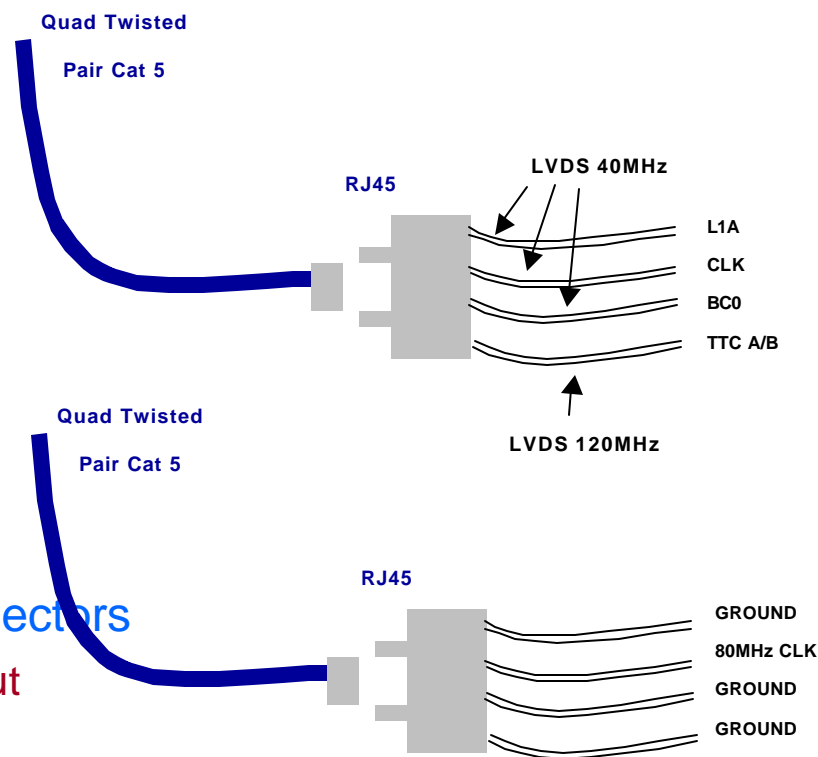 Quad Twisted
Pair Cat 5
LVDS 40MHz
RJ45
L1A
CLK
BC0
TTC A/B
LVDS 120MHz
Quad Twisted
Pair Cat 5
RJ45
ectors
ut
GROUND
80MHz CLK
GROUND
GROUND